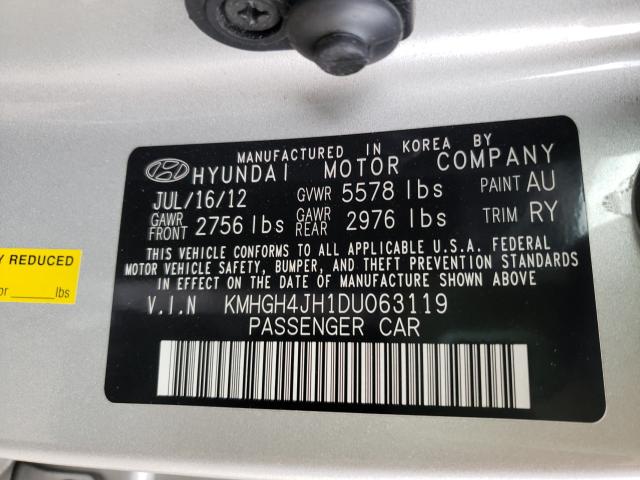 MANUFACTURED IN KOREA BY
HYUNDAI MOTOR COMPANY
JUL/16/12 GVWR 5578 lbs PAINT AU
GAWR FRONT 2756 lbs GAWR REAR 2976 lbs TRIM RY
THIS VEHICLE CONFORMS TO ALL APPLICABLE U.S.A. FEDERAL
MOTOR VEHICLE SAFETY, BUMPER, AND THEFT PREVENTION STANDARDS
IN EFFECT ON THE DATE OF MANUFACTURE SHOWN ABOVE.
V.I.N KMHGH4JH1DU063119
PASSENGER CAR
Y REDUCED
or _____ lbs